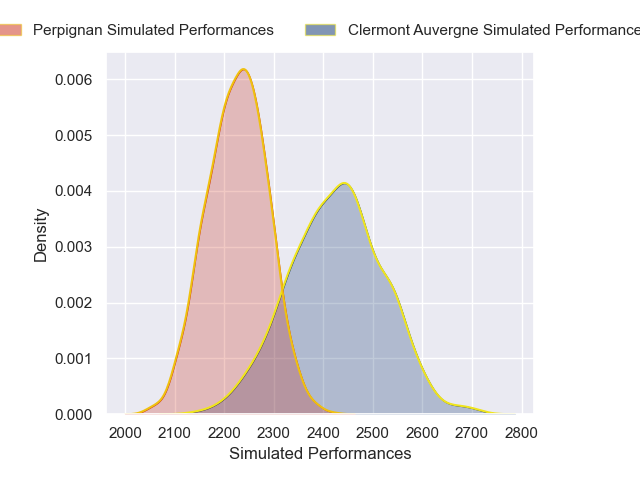 Perpignan Simulated Performances
Clermont Auvergne Simulated Performance
0.006
0.005
0.004
0.003
0.002
0.001
0.000
Density
2000 2100 2200 2300 2400 2500 2600 2700 2800
Simulated Performances